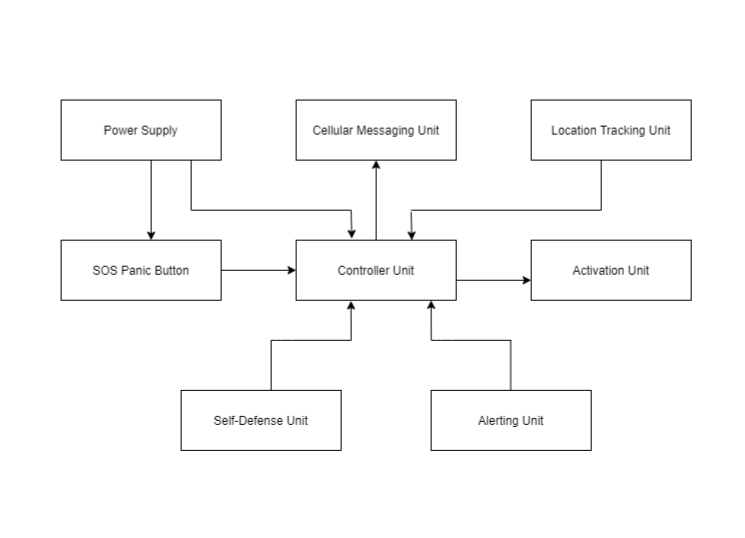 Power Supply
Cellular Messaging Unit
Location Tracking Unit
SOS Panic Button
Controller Unit
Activation Unit
Self-Defense Unit
Alerting Unit